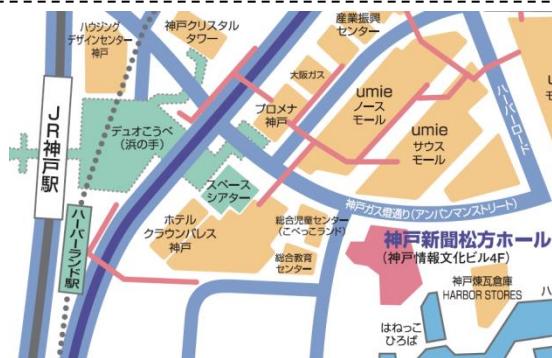 ハウジング
デザインセンター
神戸
神戸クリスタル
タワー
産業振興
センター
大阪ガス
プロメナ
神戸
umie
ノース
モール
umie
サウス
モール
ハーバーロード
JR神戸駅
デュオこうべ
(浜の手)
スペース
シアター
ハーバーランド駅
ホテル
クラウンパレス
神戸
総合児童センター
(こべっこランド)
総合教育
センター
神戸ガス燈通り(アンパンマンストリート)
神戸新聞松方ホール
(神戸情報文化ビル4F)
神戸煉瓦倉庫
HARBOR STORES
はねっこ
ひろば